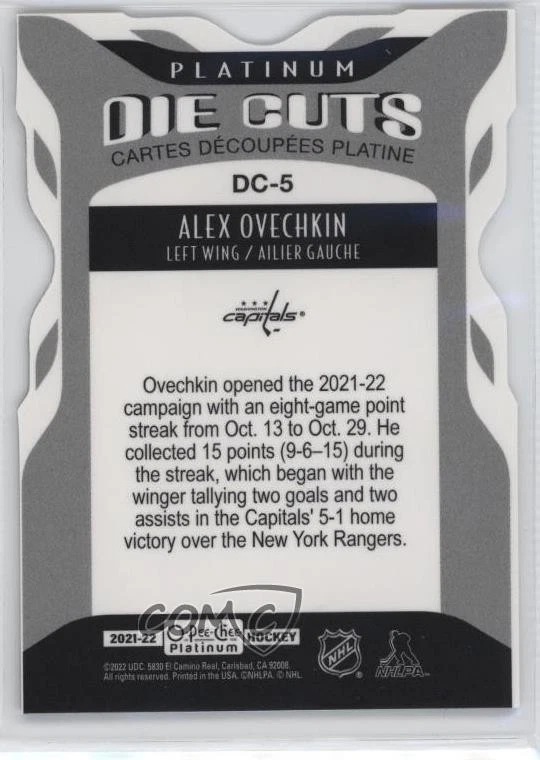 PLATINUM
DIE CUTS
CARTES DÉCOUPÉES PLATINE
DC-5
ALEX OVECHKIN
LEFT WING / AILIER GAUCHE
WASHINGTON
capitals®
Ovechkin opened the 2021-22
campaign with an eight-game point
streak from Oct. 13 to Oct. 29. He
collected 15 points (9-6–15) during
the streak, which began with the
winger tallying two goals and two
assists in the Capitals' 5-1 home
victory over the New York Rangers.
COMC
2021-22 O-Pee-Chee Platinum HOCKEY
©2022 UDC. 5830 El Camino Real, Carlsbad, CA 92008.
All rights reserved. Printed in the USA. ©NHLPA. © NHL.
NHL
NHLPA